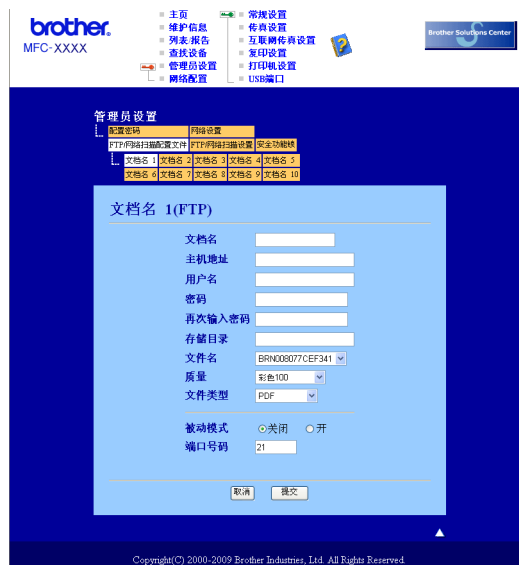 brother.
MFC-XXXX
主页
维护信息
列表/报告
查找设备
管理员设置
网络配置
常规设置
传真设置
互联网传真设置
复印设置
打印机设置
USB端口
Brother Solutions Center
管理员设置
配置密码 网络设置
FTP/网络扫描配置文件 FTP/网络扫描设置 安全功能锁
文档名 1 文档名 2 文档名 3 文档名 4 文档名 5
文档名 6 文档名 7 文档名 8 文档名 9 文档名 10
文档名 1(FTP)
文档名
主机地址
用户名
密码
再次输入密码
存储目录
文件名 BRN008077CEF341
质量 彩色100
文件类型 PDF
被动模式 关闭 开
端口号码 21
取消 提交
Copyright(C) 2000-2009 Brother Industries, Ltd. All Rights Reserved.